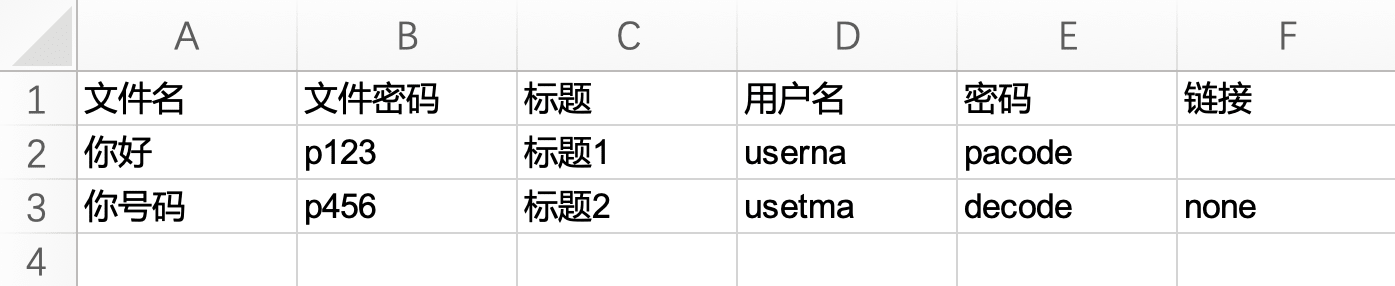 A B C D E F
1 文件名 文件密码 标题 用户名 密码 链接
2 你好 p123 标题1 userna pacode
3 你号码 p456 标题2 usetma decode none
4